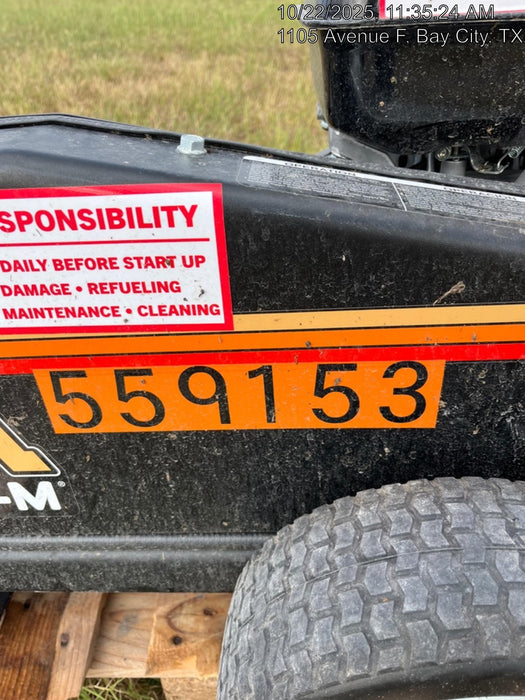 10/22/2025 11:35:24 AM
1105 Avenue F, Bay City, TX
SPONSIBILITY
DAILY BEFORE START UP
DAMAGE • REFUELING
MAINTENANCE • CLEANING
559153
-M®